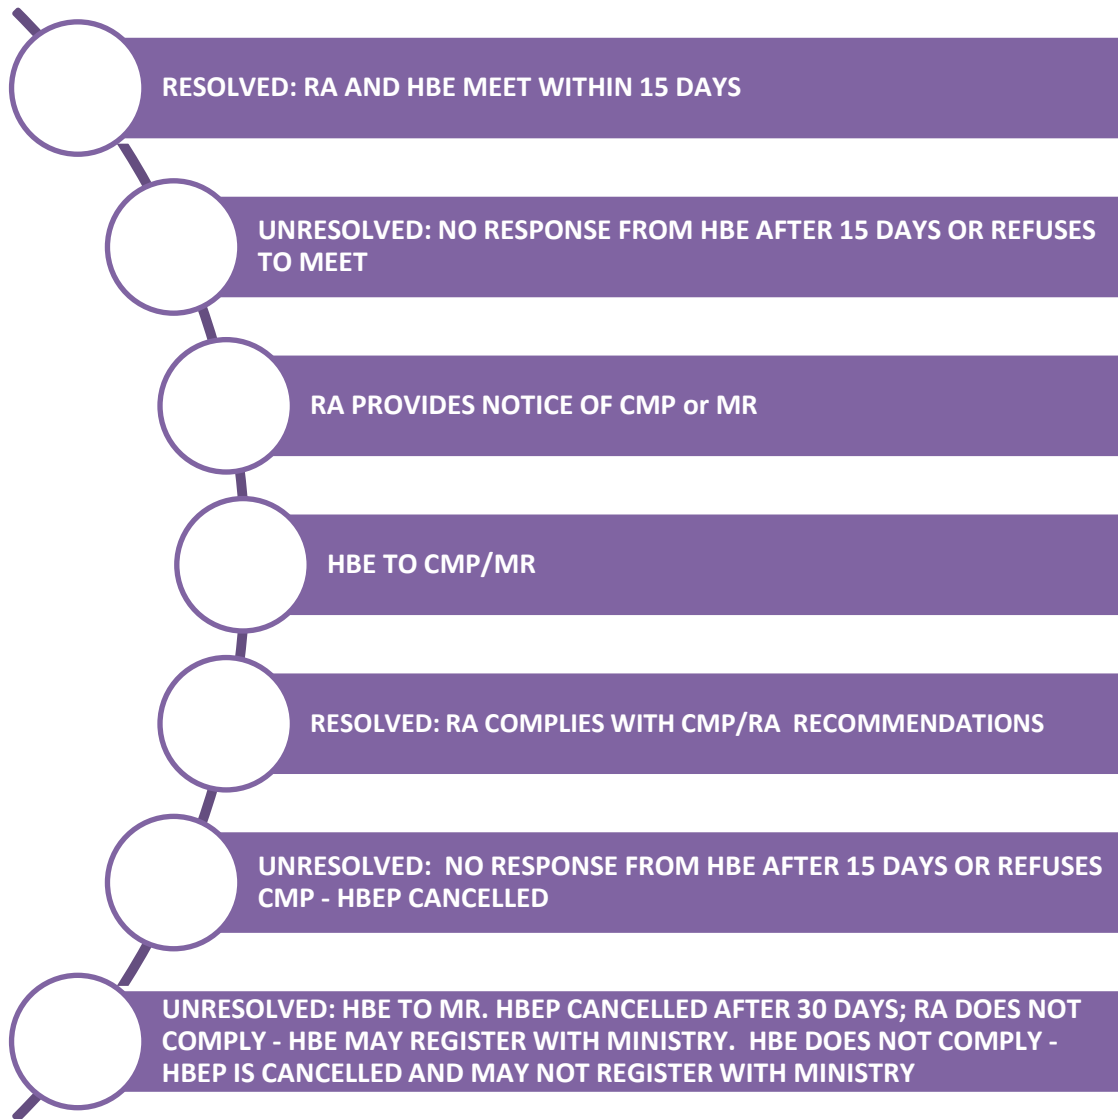 RESOLVED: RA AND HBE MEET WITHIN 15 DAYS
UNRESOLVED: NO RESPONSE FROM HBE AFTER 15 DAYS OR REFUSES
TO MEET
RA PROVIDES NOTICE OF CMP or MR
HBE TO CMP/MR
RESOLVED: RA COMPLIES WITH CMP/RA  RECOMMENDATIONS
UNRESOLVED:  NO RESPONSE FROM HBE AFTER 15 DAYS OR REFUSES
CMP - HBEP CANCELLED
UNRESOLVED: HBE TO MR. HBEP CANCELLED AFTER 30 DAYS; RA DOES NOT
COMPLY - HBE MAY REGISTER WITH MINISTRY.  HBE DOES NOT COMPLY -
HBEP IS CANCELLED AND MAY NOT REGISTER WITH MINISTRY